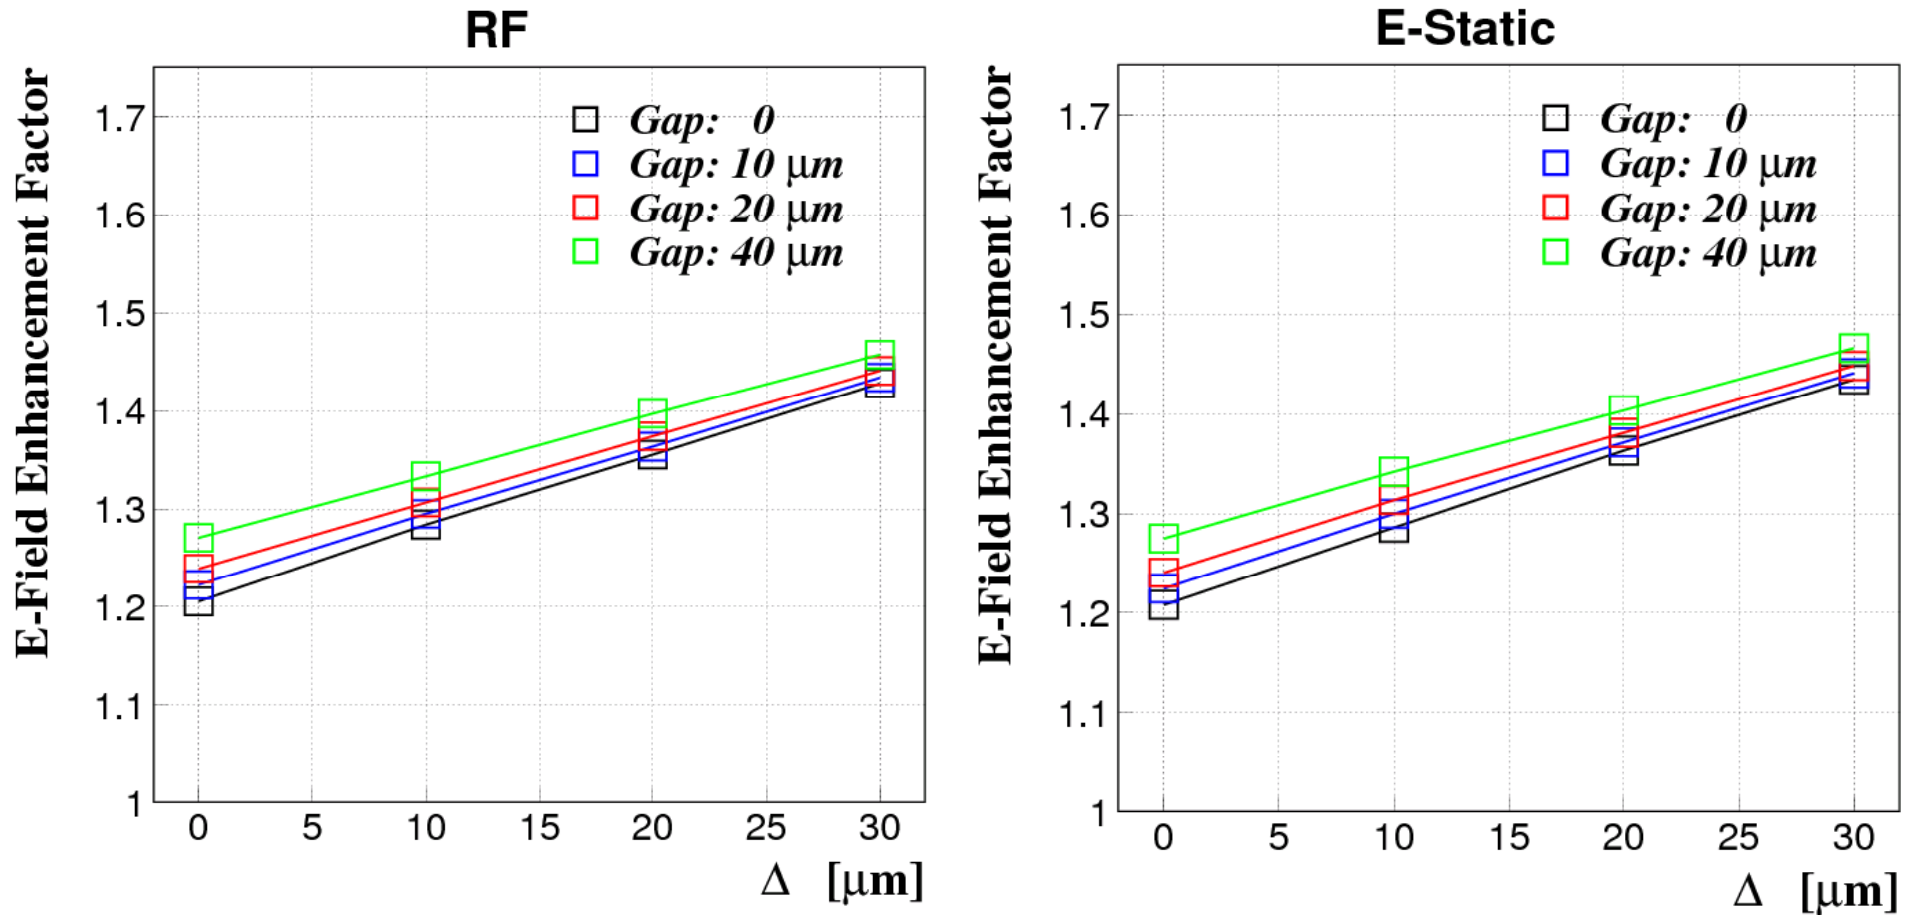 RF
E-Field Enhancement Factor
1.7
1.6
1.5
1.4
1.3
1.2
1.1
1
Gap: 0
Gap: 10 μm
Gap: 20 μm
Gap: 40 μm
0 5 10 15 20 25 30
Δ [μm]
E-Static
E-Field Enhancement Factor
1.7
1.6
1.5
1.4
1.3
1.2
1.1
1
Gap: 0
Gap: 10 μm
Gap: 20 μm
Gap: 40 μm
0 5 10 15 20 25 30
Δ [μm]